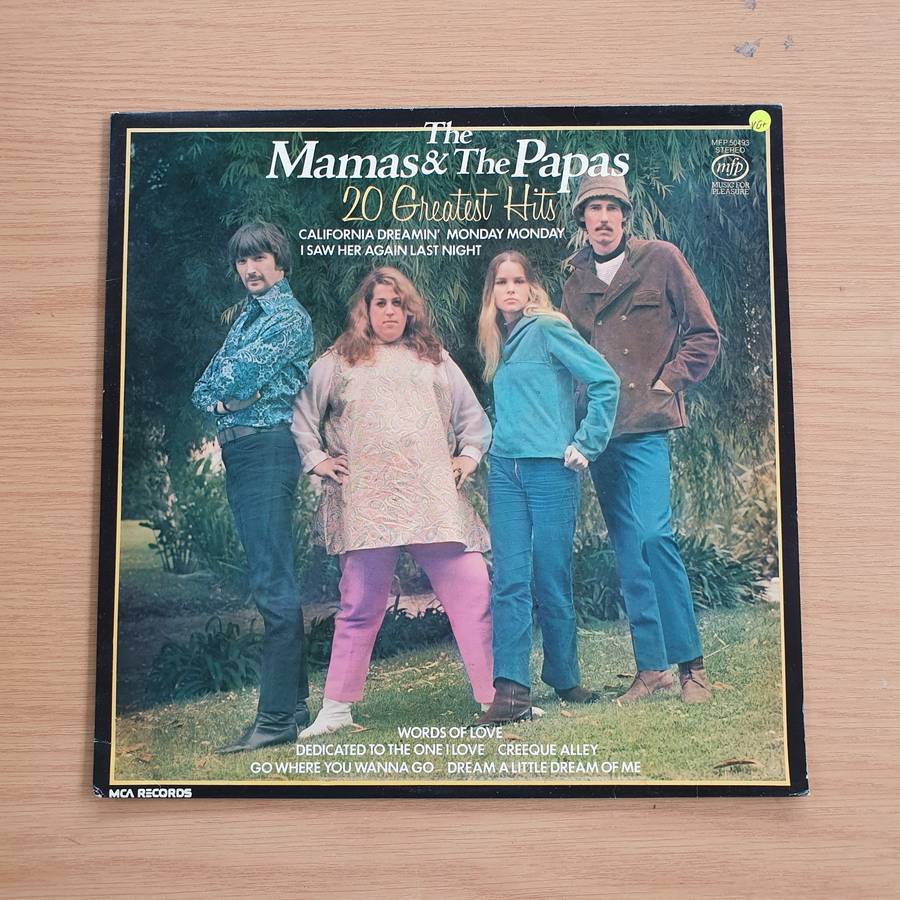 The
Mamas & The Papas
20 Greatest Hits
CALIFORNIA DREAMIN' MONDAY MONDAY
I SAW HER AGAIN LAST NIGHT
VG+
MFP 50493
STEREO
mfp
MUSIC FOR
PLEASURE
WORDS OF LOVE
DEDICATED TO THE ONE I LOVE CREEQUE ALLEY
GO WHERE YOU WANNA GO DREAM A LITTLE DREAM OF ME
MCA RECORDS